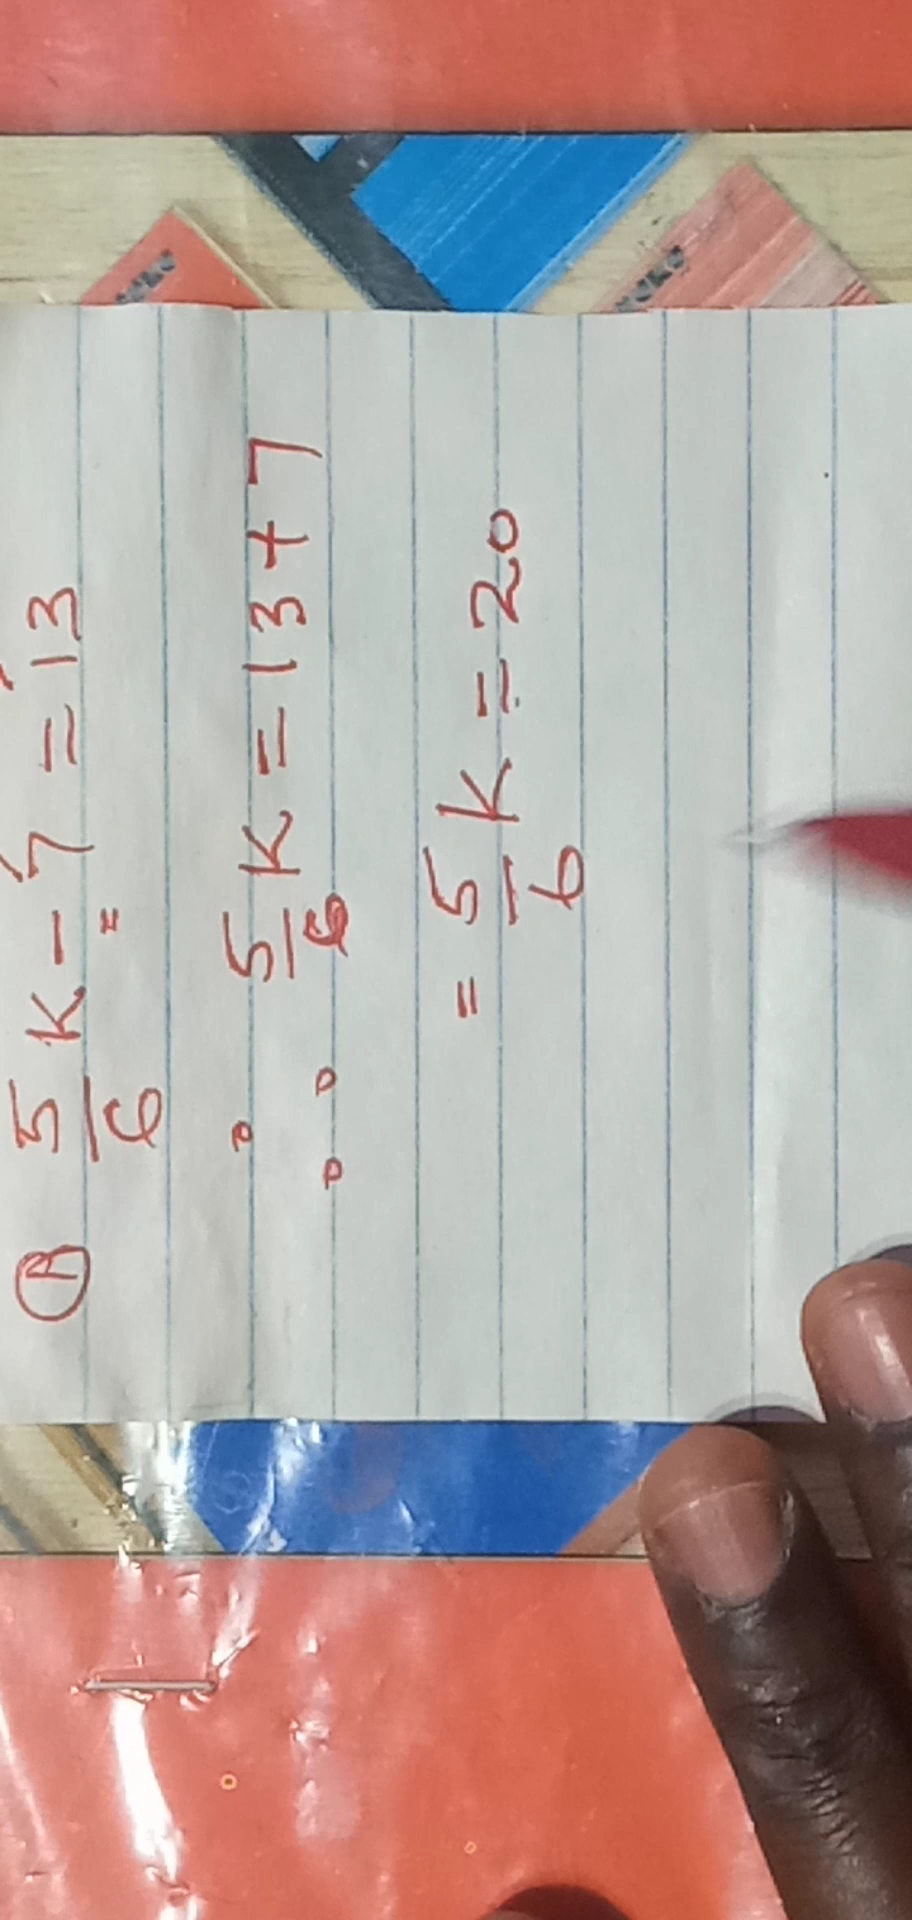 Ⓐ 5/6 K - 7 = 13
∴ 5/6 K = 13 + 7
= 5/6 K = 20